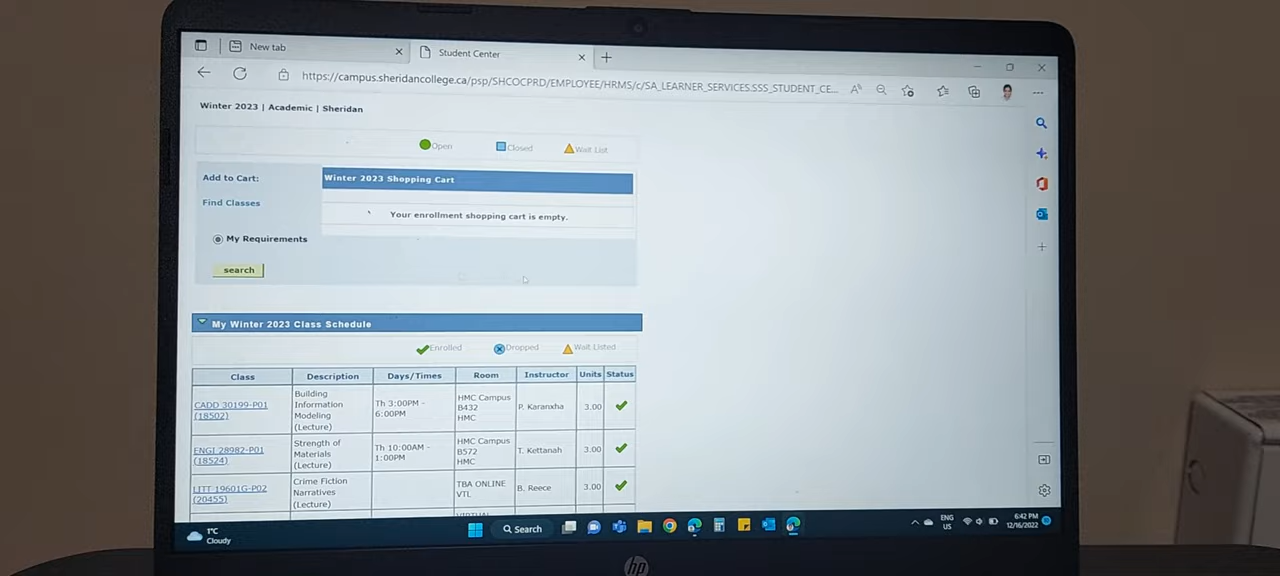 New tab
Student Center
https://campus.sheridancollege.ca/psp/SHCOCPRD/EMPLOYEE/HRMS/c/SA_LEARNER_SERVICES.SSS_STUDENT_CE...
Winter 2023 | Academic | Sheridan
Open Closed Wait List
Add to Cart:
Winter 2023 Shopping Cart
Find Classes
Your enrollment shopping cart is empty.
My Requirements
search
My Winter 2023 Class Schedule
Enrolled Dropped Wait Listed
Class Description Days/Times Room Instructor Units Status
CADD 30199-P01
(18502)
Building
Information
Modeling
(Lecture)
Th 3:00PM -
6:00PM
HMC Campus
B432
HMC
P. Karanxha
3.00
ENGI 28982-P01
(18524)
Strength of
Materials
(Lecture)
Th 10:00AM -
1:00PM
HMC Campus
B572
HMC
T. Kettanah
3.00
LITT 19601G-P02
(20455)
Crime Fiction
Narratives
(Lecture)
TBA ONLINE
VTL
B. Reece
3.00
1°C
Cloudy
Search
ENG
US
6:42 PM
12/16/2022
hp